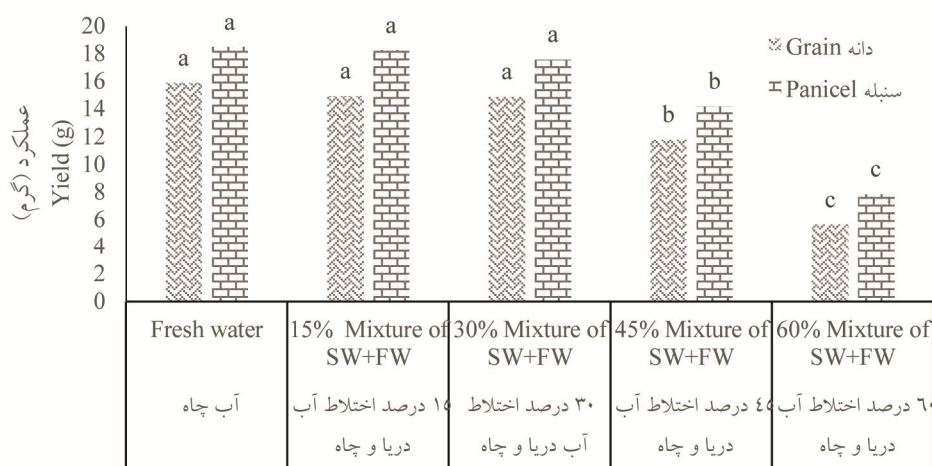 20
18
16
14
12
10
8
6
4
2
0
عملکرد (گرم)
Yield (g)
a
a
a
a
a
a
b
b
c
c
Grain دانه
Panicel سنبله
Fresh water
آب چاه
15% Mixture of
SW+FW
۱۵ درصد اختلاط آب
دریا و چاه
30% Mixture of
SW+FW
۳۰ درصد اختلاط
آب دریا و چاه
45% Mixture of
SW+FW
٤٥ درصد اختلاط آب
دریا و چاه
60% Mixture of
SW+FW
٦۰ درصد اختلاط آب
دریا و چاه